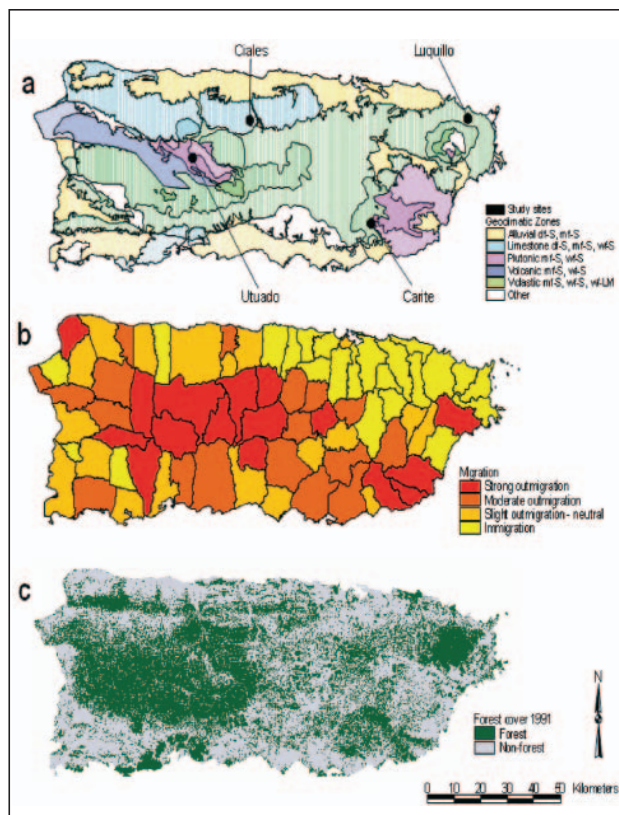 Ciales
Luquillo
a
Study sites
Geoclimatic Zones
Alluvial df-S, mf-S
Limestone df-S, mf-S, wf-S
Plutonic mf-S, wf-S
Volcanic mf-S, wf-S
Volclastic mf-S, wf-S, wf-LM
Other
Utuado
Carite
b
Migration
Strong outmigration
Moderate outmigration
Slight outmigration - neutral
Immigration
c
N
Forest cover 1991
Forest
Non-forest
0 10 20 30 40 50 60 Kilometers